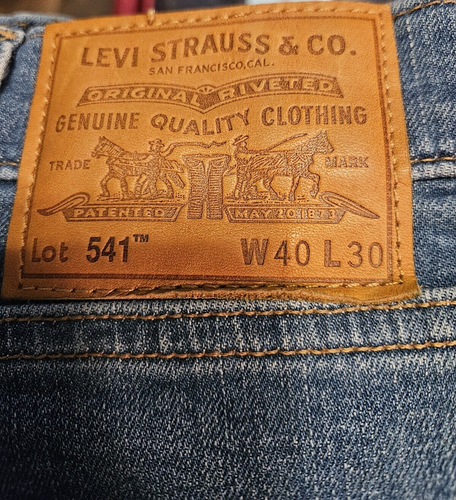 LEVI STRAUSS & CO.
SAN FRANCISCO, CAL.
ORIGINAL RIVETED
GENUINE QUALITY CLOTHING
TRADE MARK
PATENTED MAY 20 1873
Lot 541™ W40 L30